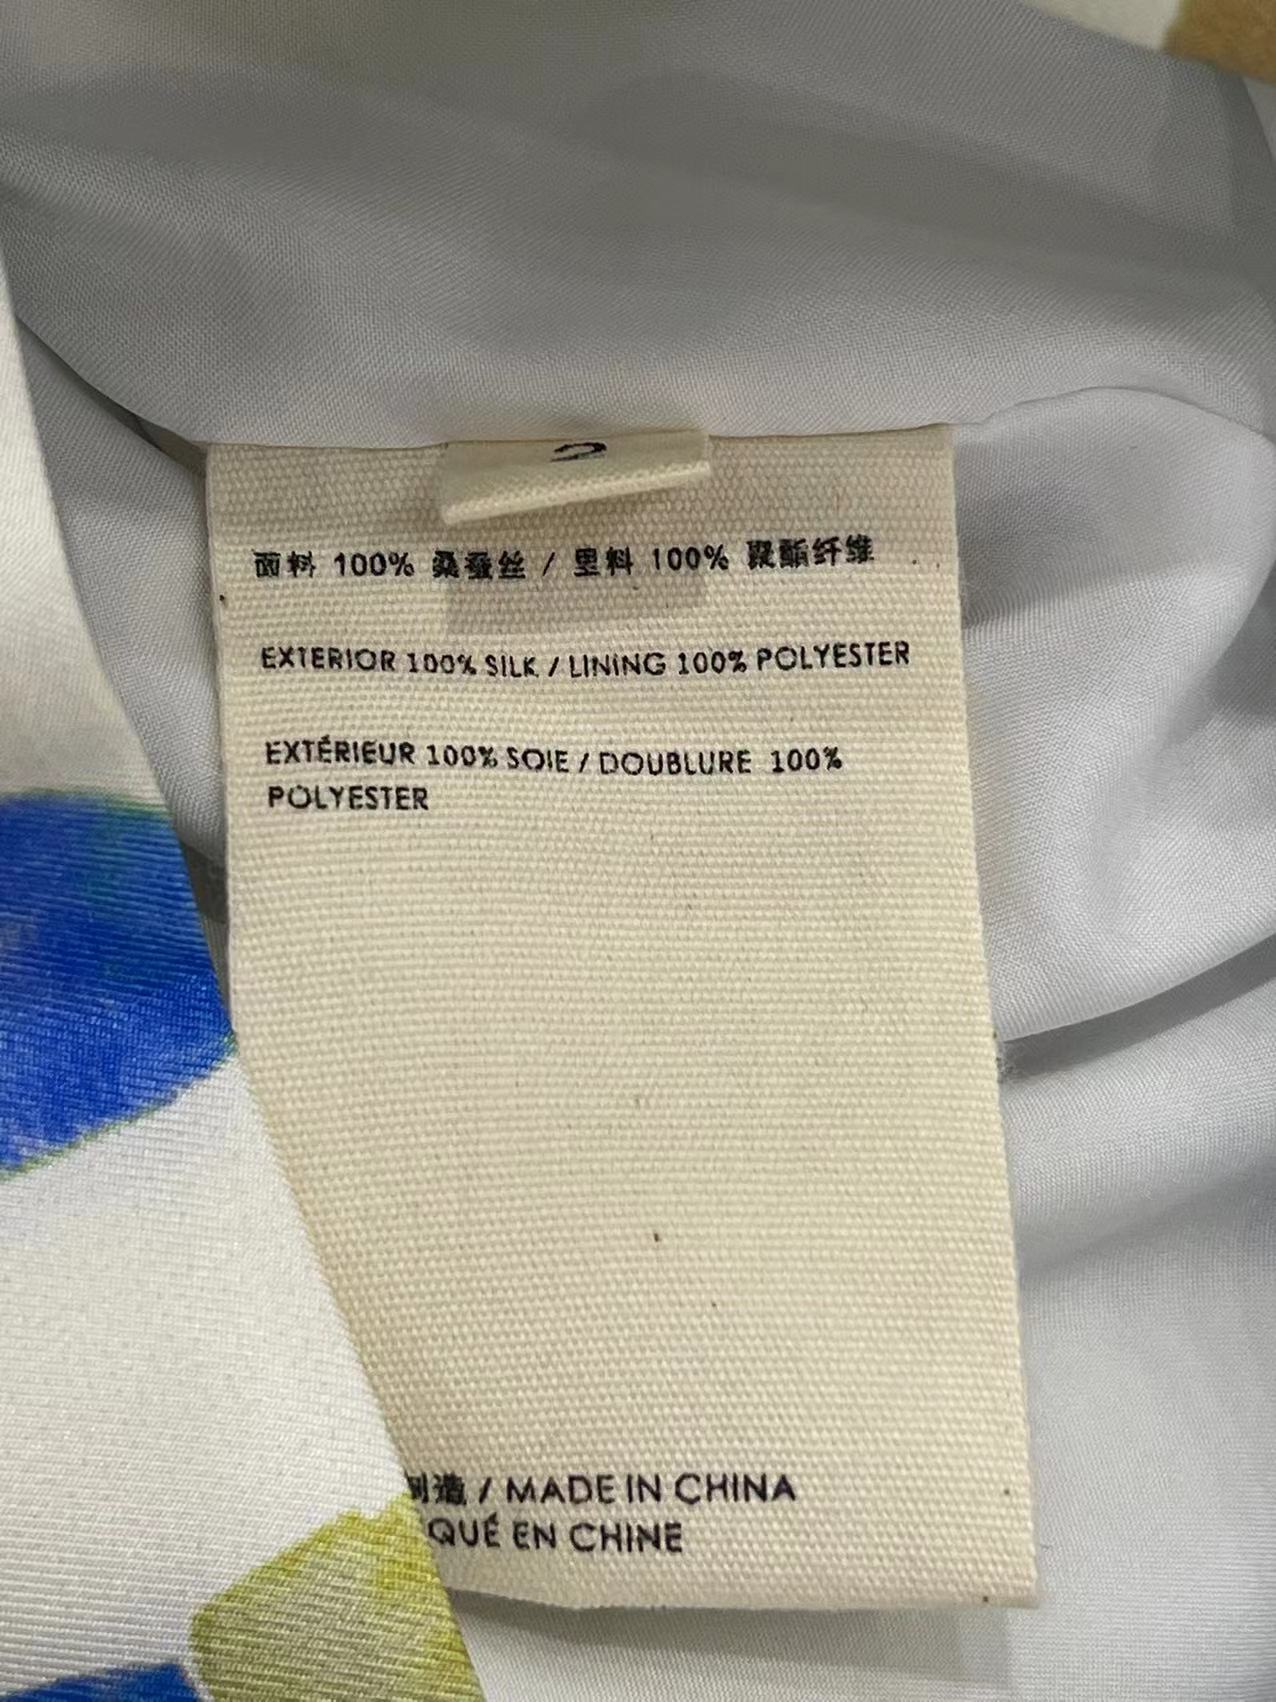 面料 100% 桑蚕丝 / 里料 100% 聚酯纤维
EXTERIOR 100% SILK / LINING 100% POLYESTER
EXTÉRIEUR 100% SOIE / DOUBLURE 100%
POLYESTER
制造 / MADE IN CHINA
QUÉ EN CHINE